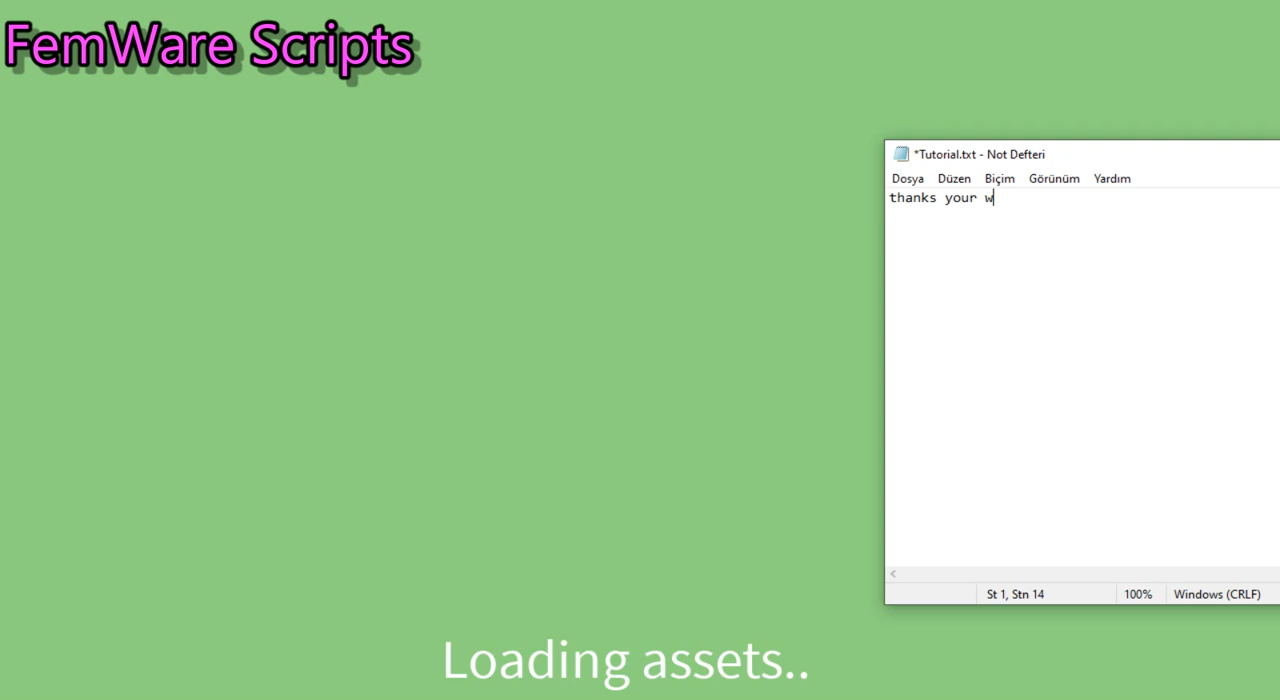 FemWare Scripts
*Tutorial.txt - Not Defteri
Dosya Düzen Biçim Görünüm Yardım
thanks your w
St 1, Stn 14 100% Windows (CRLF)
Loading assets..